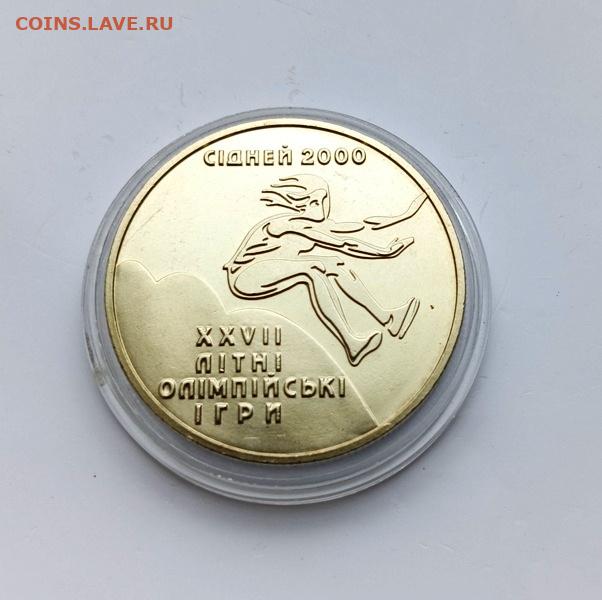 COINS.LAVE.RU
СІДНЕЙ 2000
XXVII
ЛІТНІ
ОЛІМПІЙСЬКІ
ІГРИ